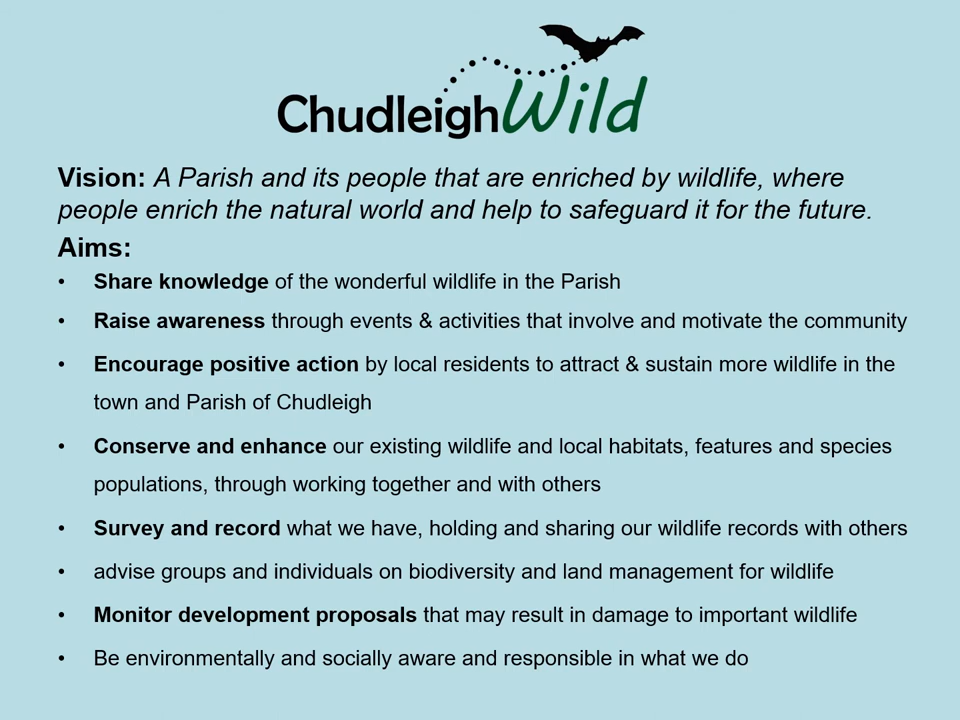 ChudleighWild
Vision: A Parish and its people that are enriched by wildlife, where
people enrich the natural world and help to safeguard it for the future.
Aims:
• Share knowledge of the wonderful wildlife in the Parish
• Raise awareness through events & activities that involve and motivate the community
• Encourage positive action by local residents to attract & sustain more wildlife in the
town and Parish of Chudleigh
• Conserve and enhance our existing wildlife and local habitats, features and species
populations, through working together and with others
• Survey and record what we have, holding and sharing our wildlife records with others
• advise groups and individuals on biodiversity and land management for wildlife
• Monitor development proposals that may result in damage to important wildlife
• Be environmentally and socially aware and responsible in what we do